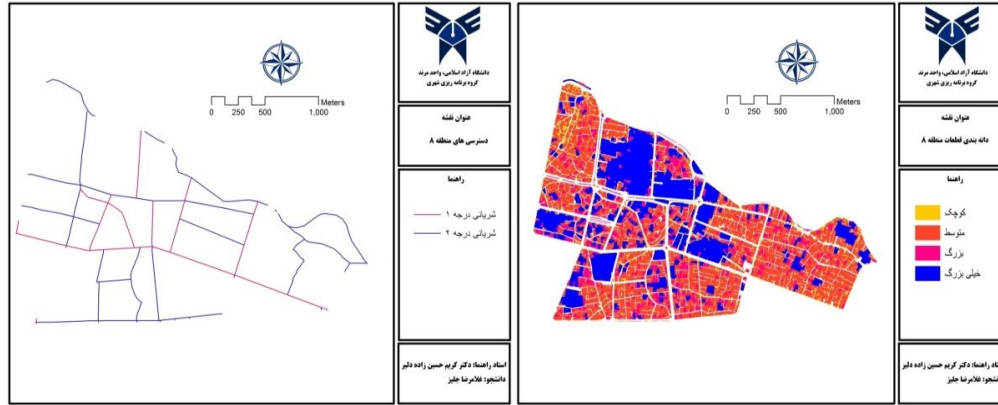 دانشگاه آزاد اسلامی، واحد مرند
گروه برنامه ریزی شهری
عنوان نقشه
دسترسی های منطقه ۸
راهنما
شریانی درجه ۱
شریانی درجه ۲
استاد راهنما: دکتر کریم حسین زاده دلیر
دانشجو: غلامرضا جلیز
Meters
0 250 500 1,000
دانشگاه آزاد اسلامی، واحد مرند
گروه برنامه ریزی شهری
عنوان نقشه
دانه بندی قطعات منطقه ۸
راهنما
کوچک
متوسط
بزرگ
خیلی بزرگ
استاد راهنما: دکتر کریم حسین زاده دلیر
دانشجو: غلامرضا جلیز
Meters
0 250 500 1,000